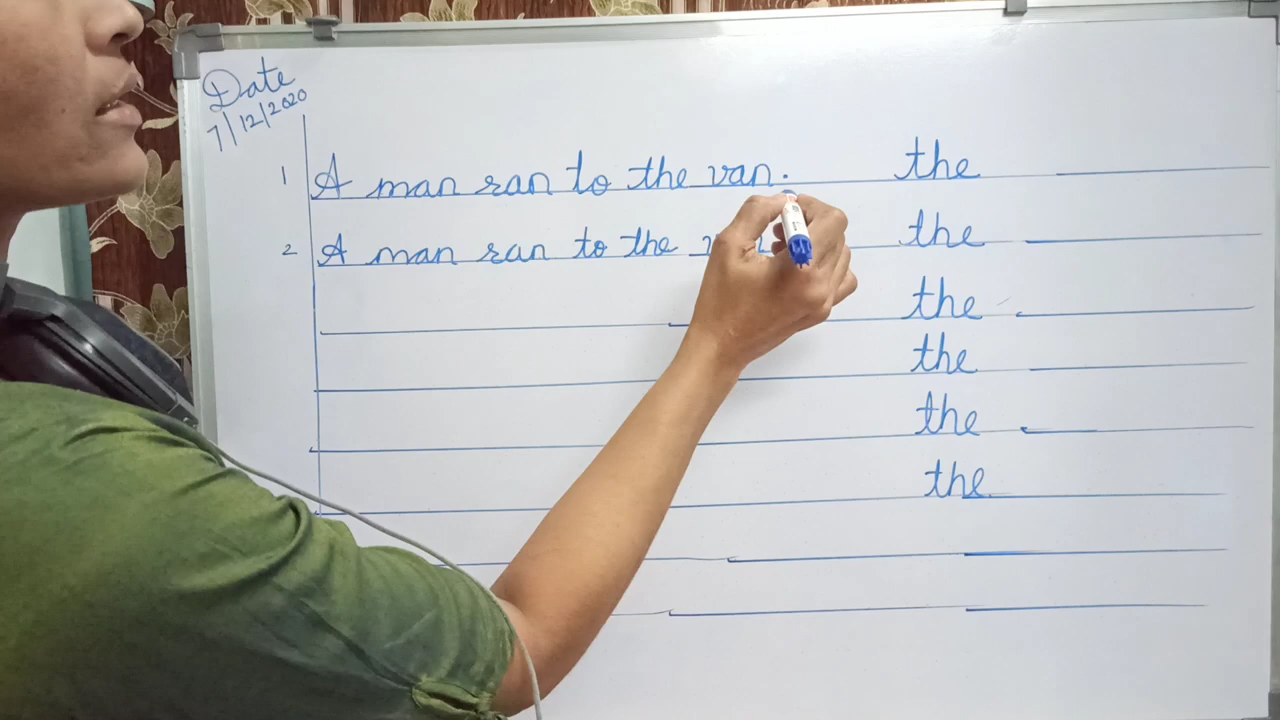 Date
7/12/2020
1 A man ran to the van. the
2 A man ran to the the
the
the
the
the